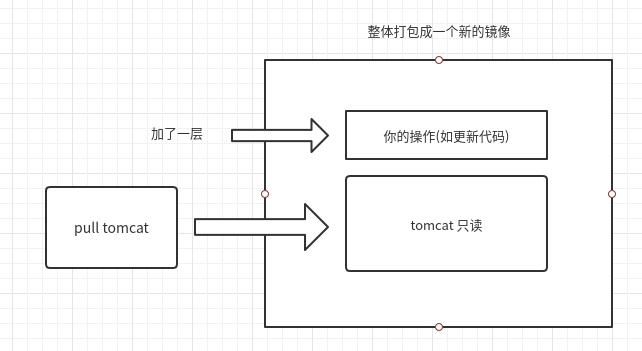 整体打包成一个新的镜像
加了一层
你的操作(如更新代码)
pull tomcat
tomcat 只读